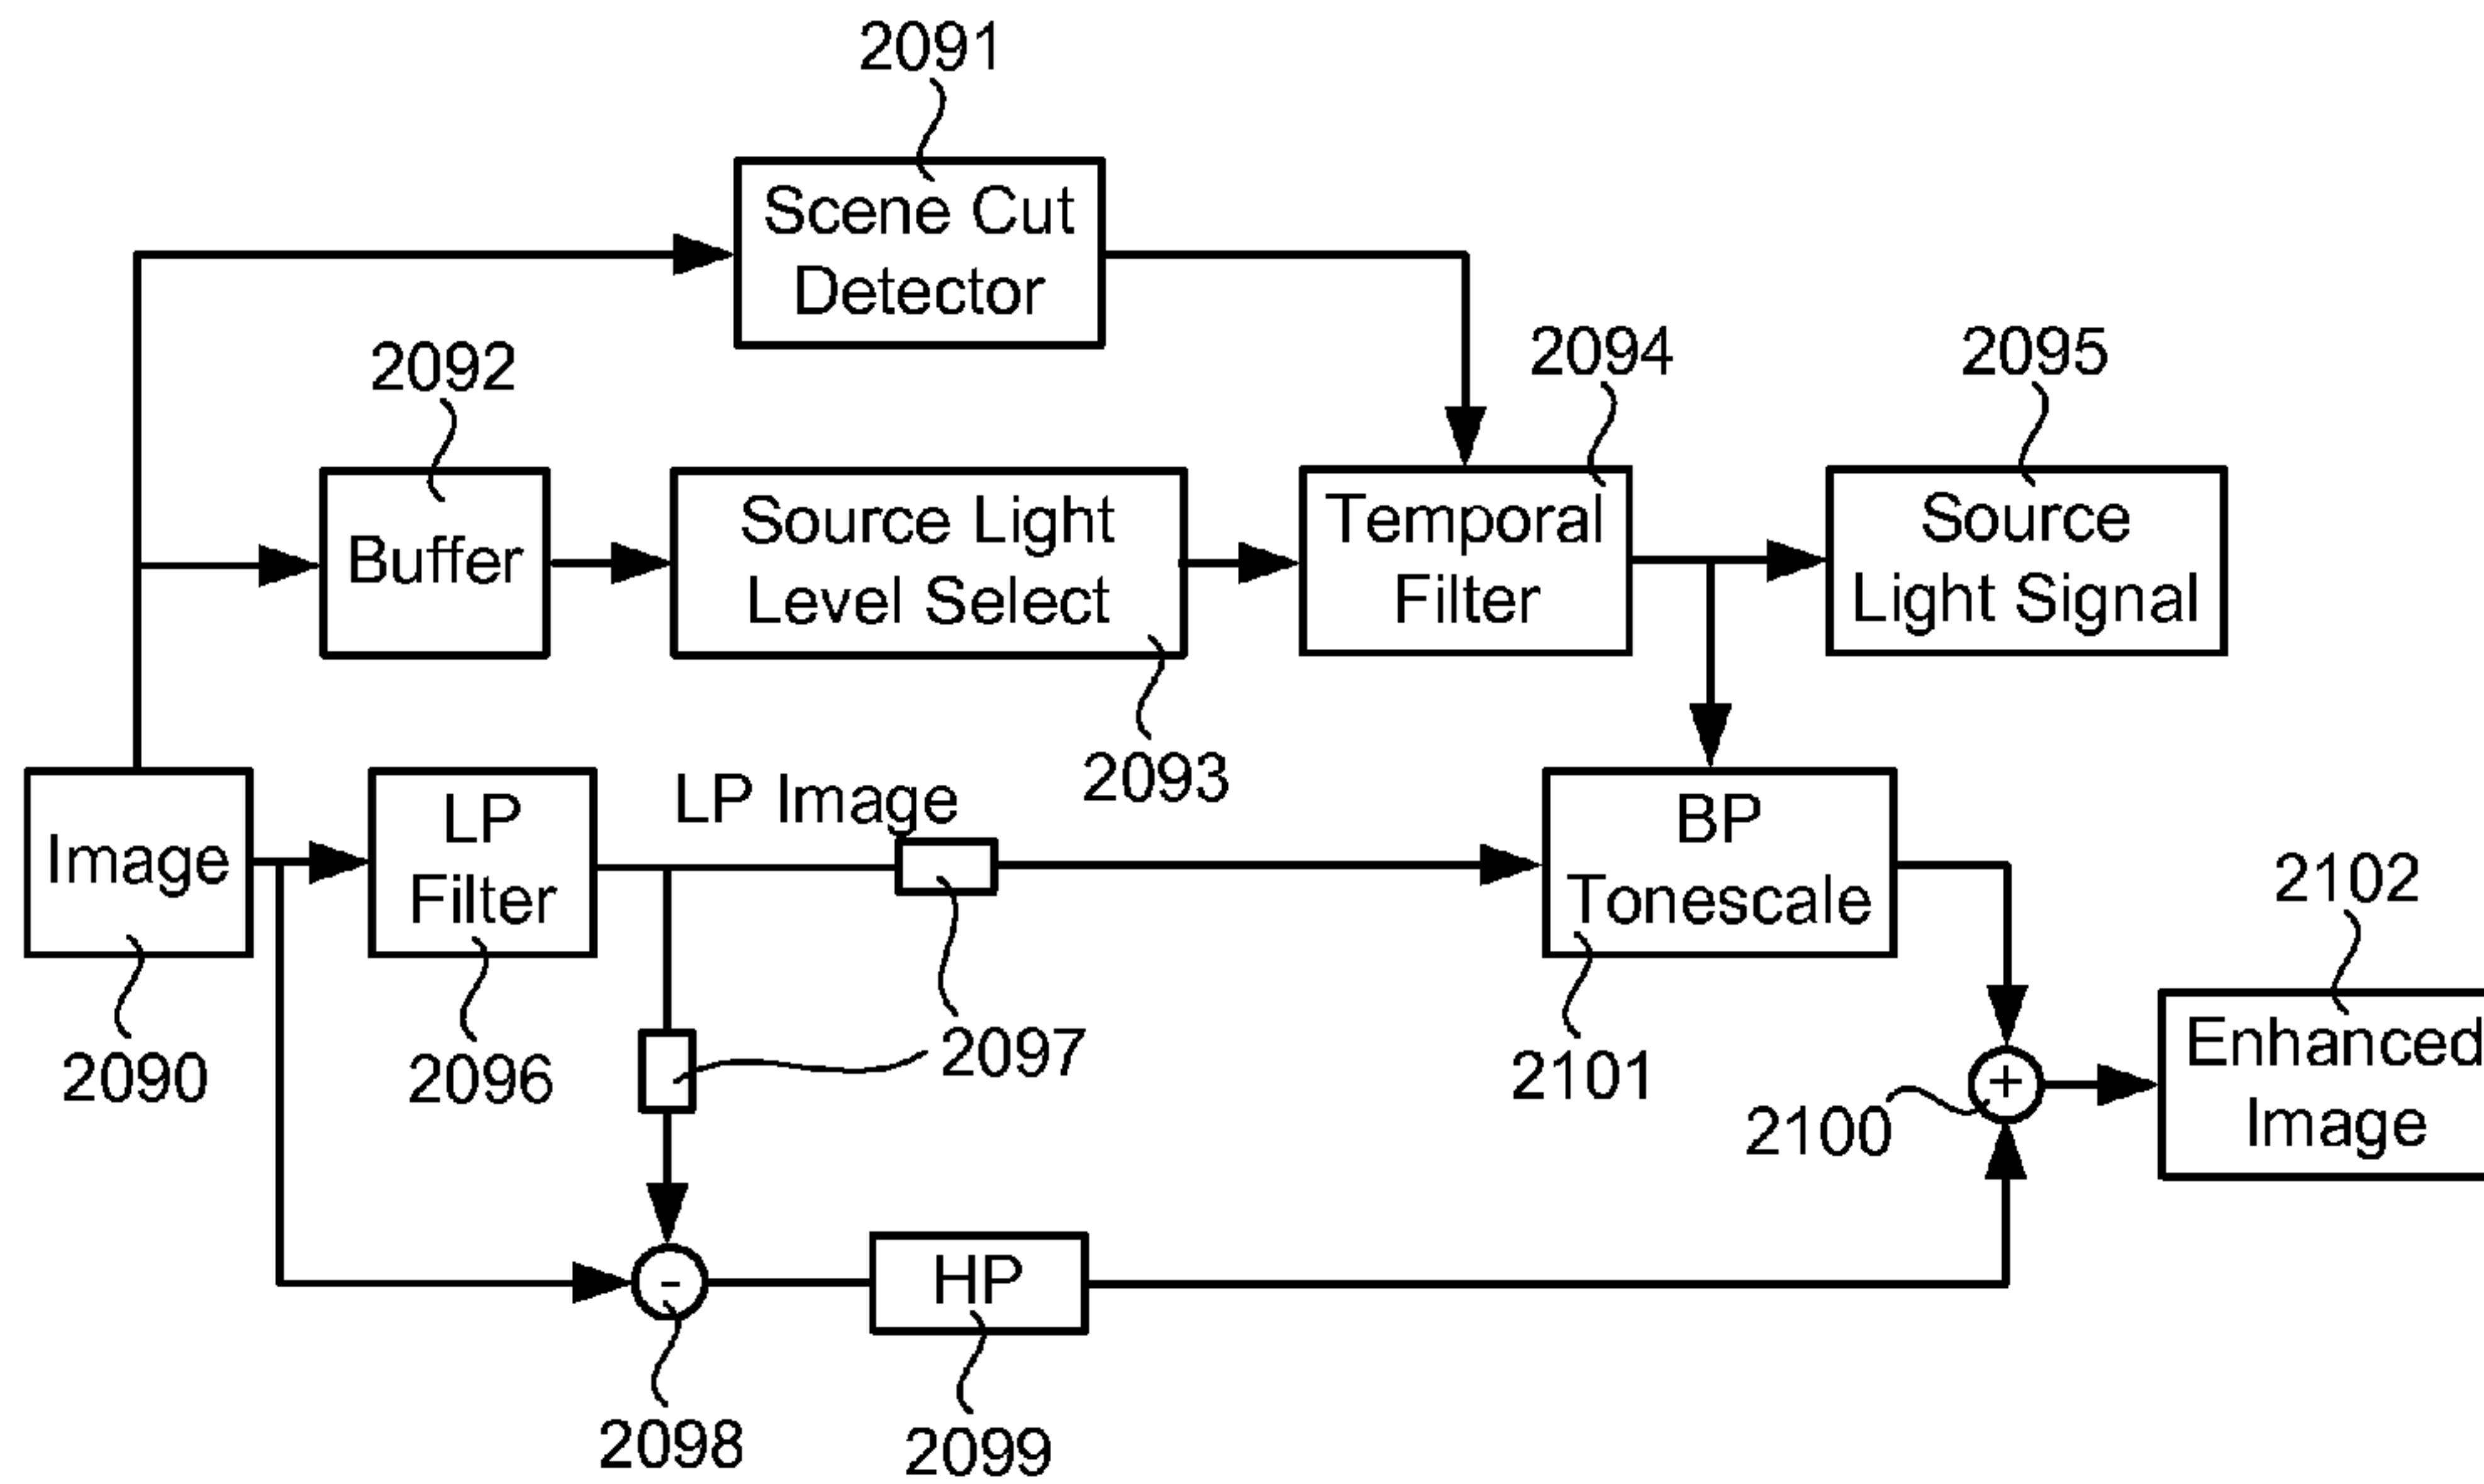 2091
Scene Cut
Detector
2092
2094
2095
Buffer
Source Light
Level Select
Temporal
Filter
Source
Light Signal
2093
Image
LP
Filter
LP Image
BP
Tonescale
2102
2090
2096
2097
2101
2100
Enhanced
Image
+
-
HP
2098
2099